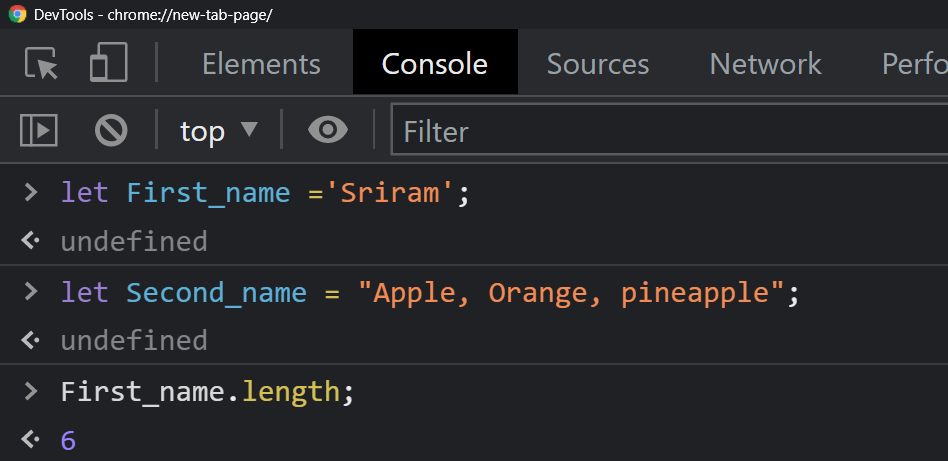 DevTools - chrome://new-tab-page/
Elements Console Sources Network Perfo
top Filter
> let First_name ='Sriram';
undefined
> let Second_name = "Apple, Orange, pineapple";
undefined
> First_name.length;
6